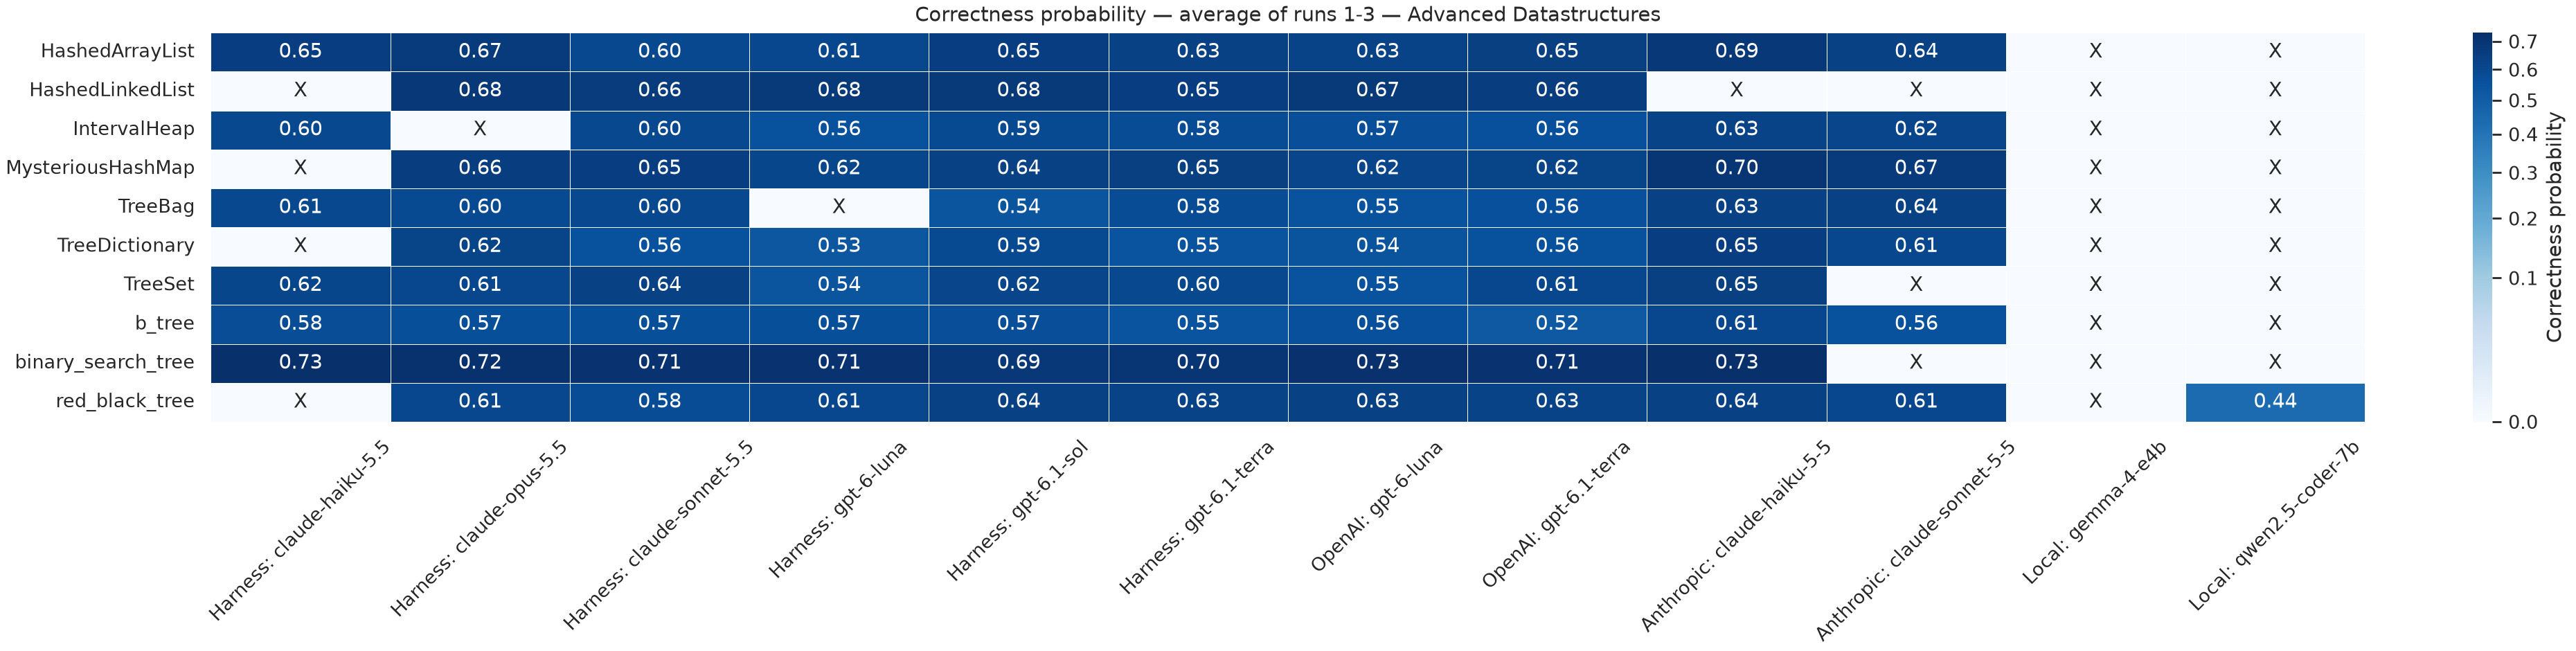 Correctness probability — average of runs 1-3 — Advanced Datastructures
HashedArrayList 0.65 0.67 0.60 0.61 0.65 0.63 0.63 0.65 0.69 0.64 X X
HashedLinkedList X 0.68 0.66 0.68 0.68 0.65 0.67 0.66 X X X X
IntervalHeap 0.60 X 0.60 0.56 0.59 0.58 0.57 0.56 0.63 0.62 X X
MysteriousHashMap X 0.66 0.65 0.62 0.64 0.65 0.62 0.62 0.70 0.67 X X
TreeBag 0.61 0.60 0.60 X 0.54 0.58 0.55 0.56 0.63 0.64 X X
TreeDictionary X 0.62 0.56 0.53 0.59 0.55 0.54 0.56 0.65 0.61 X X
TreeSet 0.62 0.61 0.64 0.54 0.62 0.60 0.55 0.61 0.65 X X X
b_tree 0.58 0.57 0.57 0.57 0.57 0.55 0.56 0.52 0.61 0.56 X X
binary_search_tree 0.73 0.72 0.71 0.71 0.69 0.70 0.73 0.71 0.73 X X X
red_black_tree X 0.61 0.58 0.61 0.64 0.63 0.63 0.63 0.64 0.61 X 0.44
Harness: claude-haiku-5.5
Harness: claude-opus-5.5
Harness: claude-sonnet-5.5
Harness: gpt-6-luna
Harness: gpt-6.1-sol
Harness: gpt-6.1-terra
OpenAI: gpt-6-luna
OpenAI: gpt-6.1-terra
Anthropic: claude-haiku-5-5
Anthropic: claude-sonnet-5-5
Local: gemma-4-e4b
Local: qwen2.5-coder-7b
0.7
0.6
0.5
0.4
0.3
0.2
0.1
0.0
Correctness probability